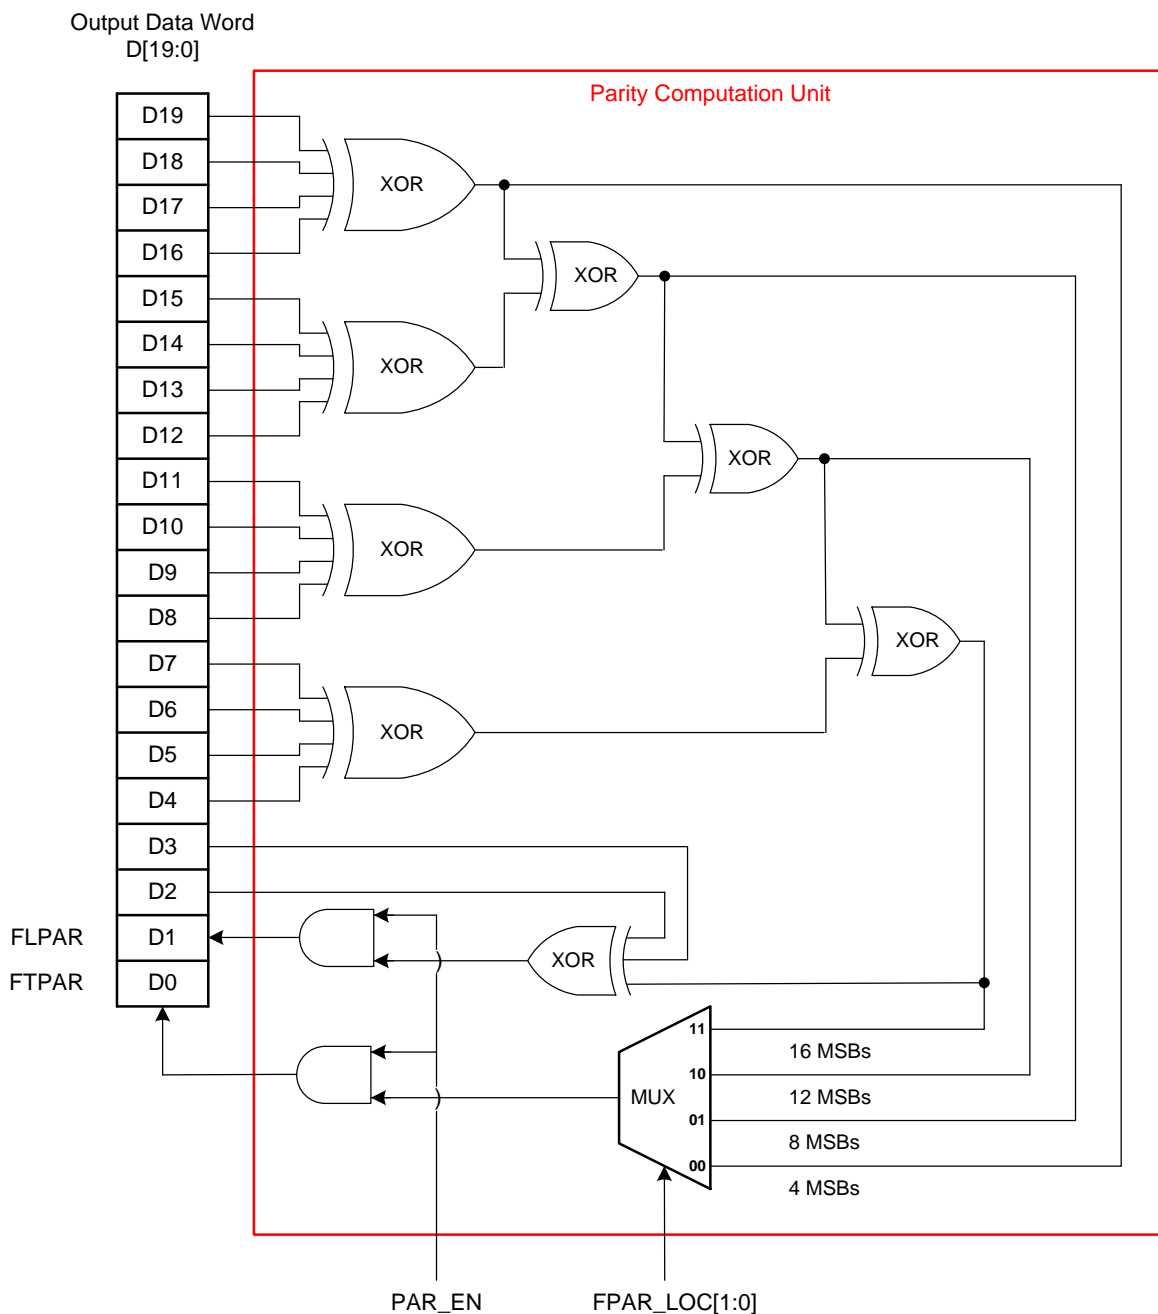 Output Data Word
D[19:0]
Parity Computation Unit
D19
D18
D17
D16
D15
D14
D13
D12
D11
D10
D9
D8
D7
D6
D5
D4
D3
D2
FLPAR D1
FTPAR D0
XOR
XOR
XOR
XOR
XOR
XOR
XOR
XOR
MUX
11
16 MSBs
10
12 MSBs
01
8 MSBs
00
4 MSBs
PAR_EN
FPAR_LOC[1:0]